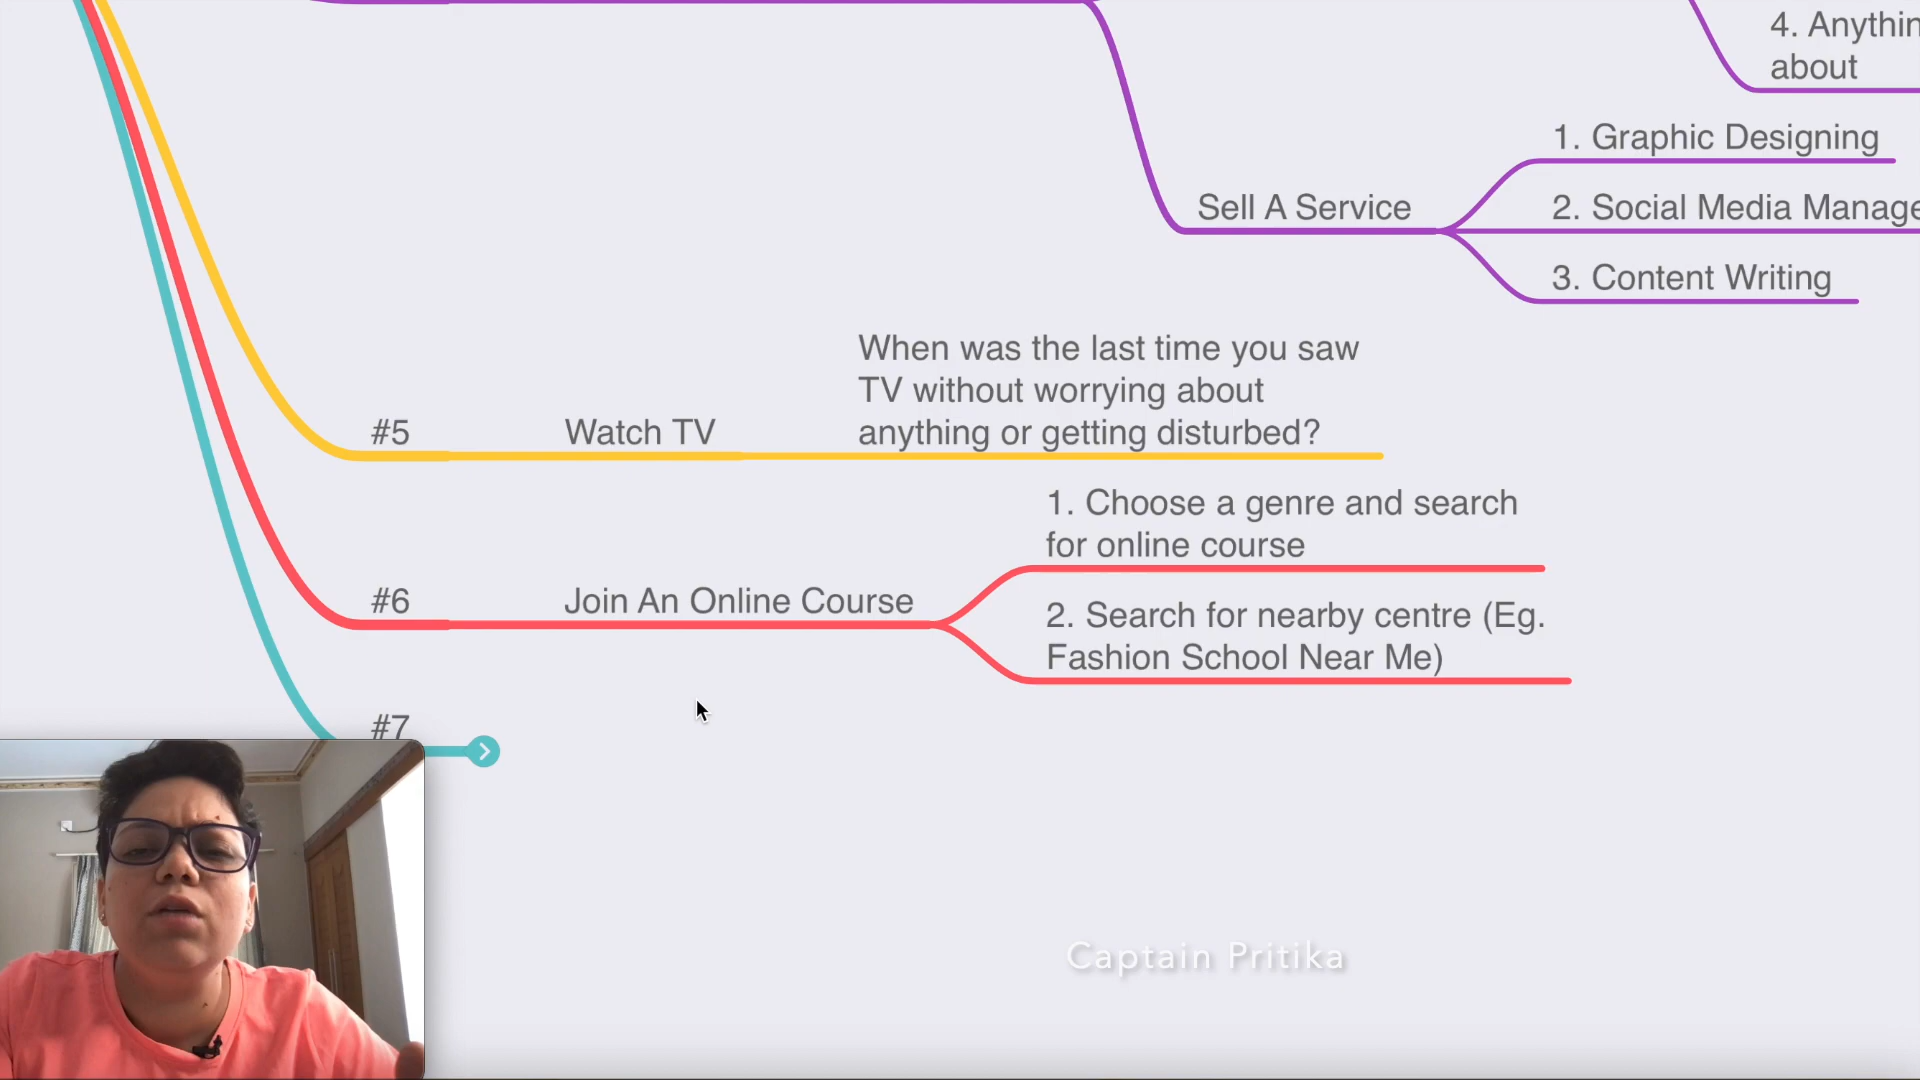 4. Anythin
about
1. Graphic Designing
Sell A Service
2. Social Media Manage
3. Content Writing
When was the last time you saw
TV without worrying about
anything or getting disturbed?
#5
Watch TV
1. Choose a genre and search
for online course
#6
Join An Online Course
2. Search for nearby centre (Eg.
Fashion School Near Me)
#7
Captain Pritika